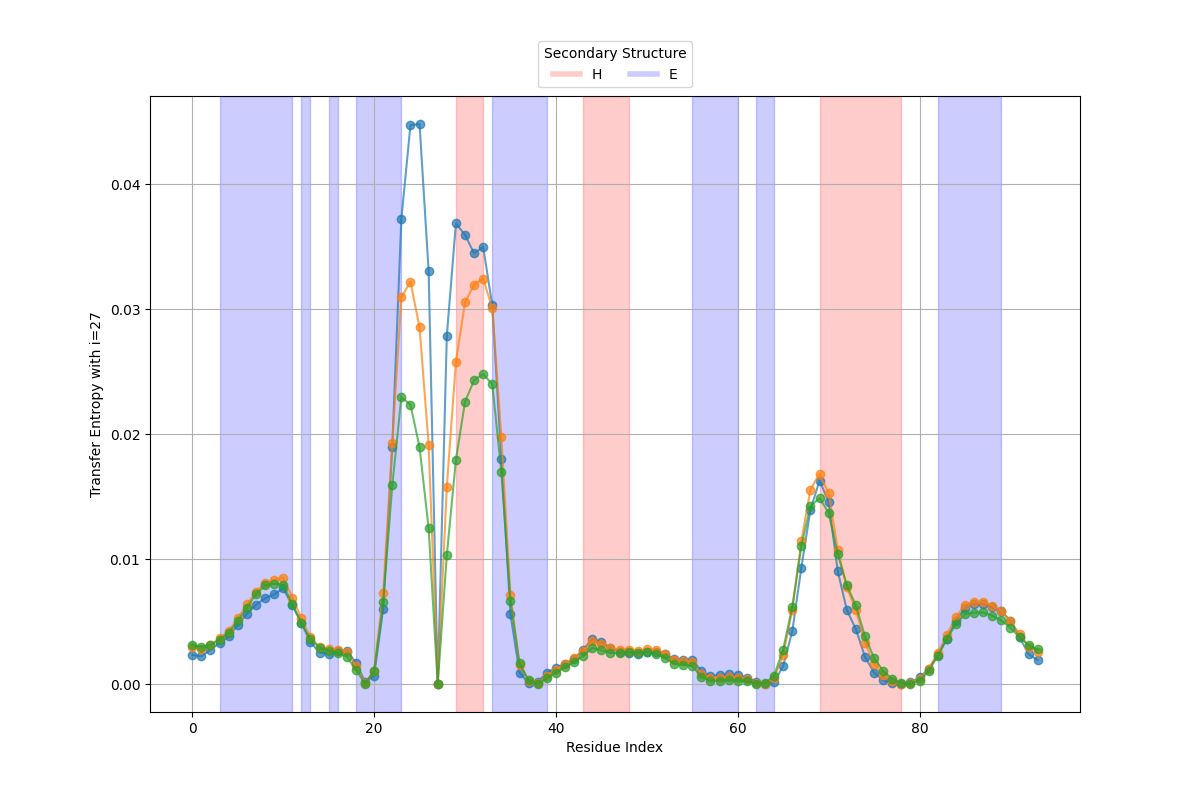 Secondary Structure
H E
0.04
0.03
0.02
0.01
0.00
Transfer Entropy with i=27
0 20 40 60 80
Residue Index